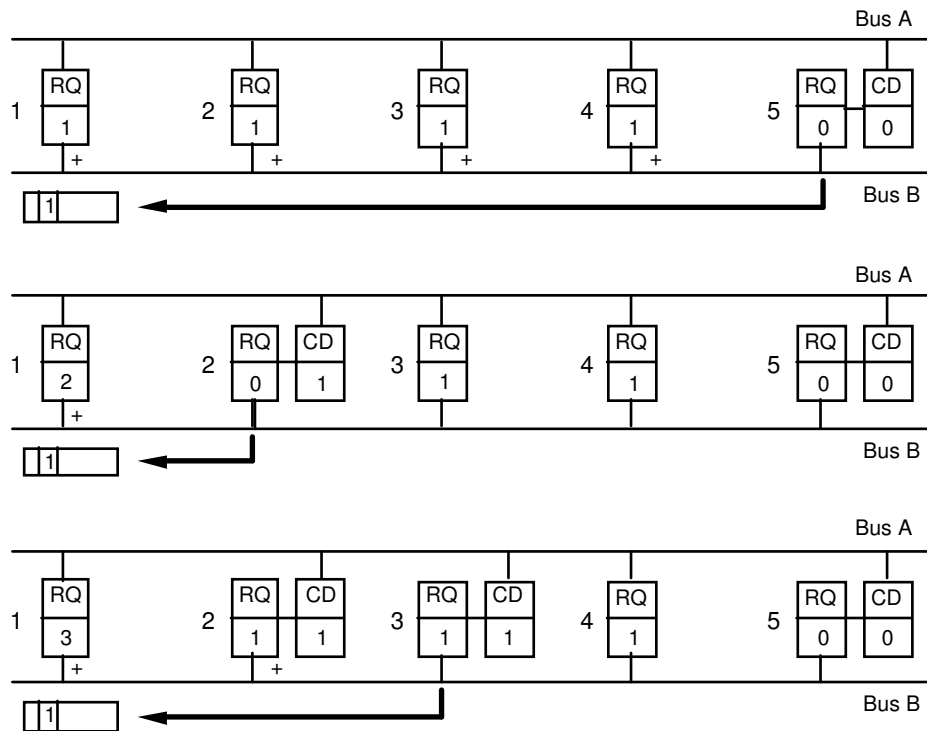 Bus A
RQ RQ RQ RQ RQ CD
1 2 3 4 5
1 1 1 1 0 0
+ + + +
Bus B
1
Bus A
RQ RQ CD RQ RQ RQ CD
1 2 3 4 5
2 0 1 1 1 0 0
+
Bus B
1
Bus A
RQ RQ CD RQ CD RQ RQ CD
1 2 3 4 5
3 1 1 1 1 1 0 0
+ +
Bus B
1